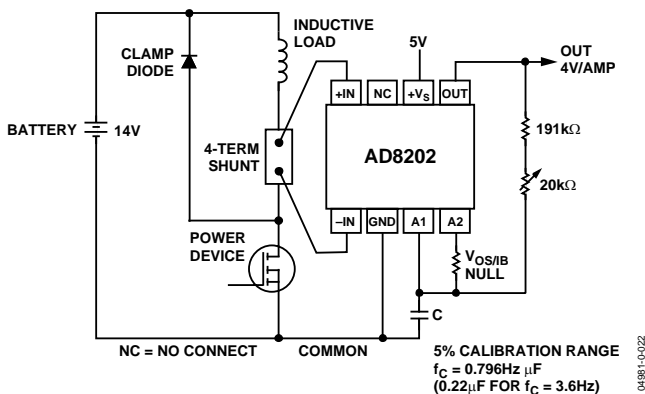 INDUCTIVE
LOAD
CLAMP
DIODE
5V
OUT
4V/AMP
+IN
NC
+VS
OUT
BATTERY
14V
4-TERM
SHUNT
191kΩ
AD8202
20kΩ
–IN
GND
A1
A2
POWER
DEVICE
VOS/IB
NULL
C
NC = NO CONNECT
COMMON
5% CALIBRATION RANGE
fC = 0.796Hz µF
(0.22µF FOR fC = 3.6Hz)
04981-0-022